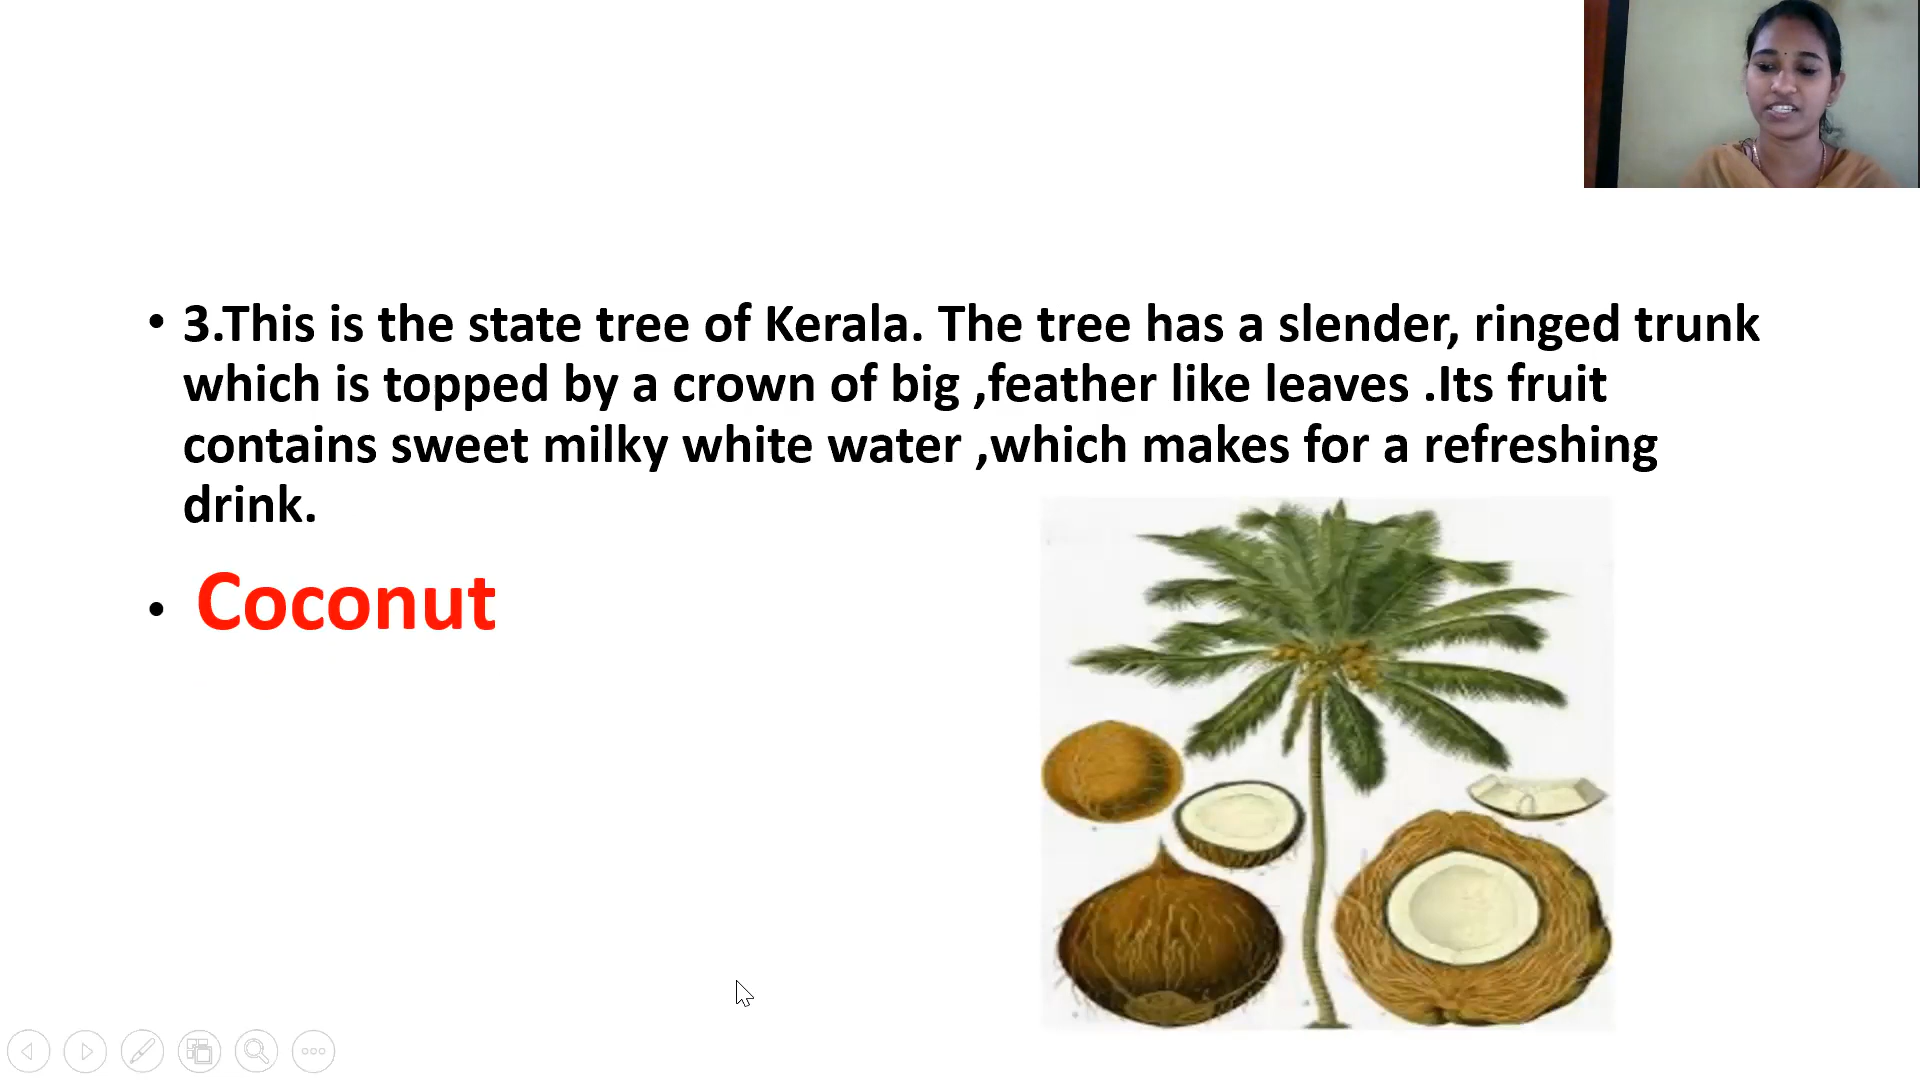 • 3.This is the state tree of Kerala. The tree has a slender, ringed trunk
which is topped by a crown of big ,feather like leaves .Its fruit
contains sweet milky white water ,which makes for a refreshing
drink.
• Coconut